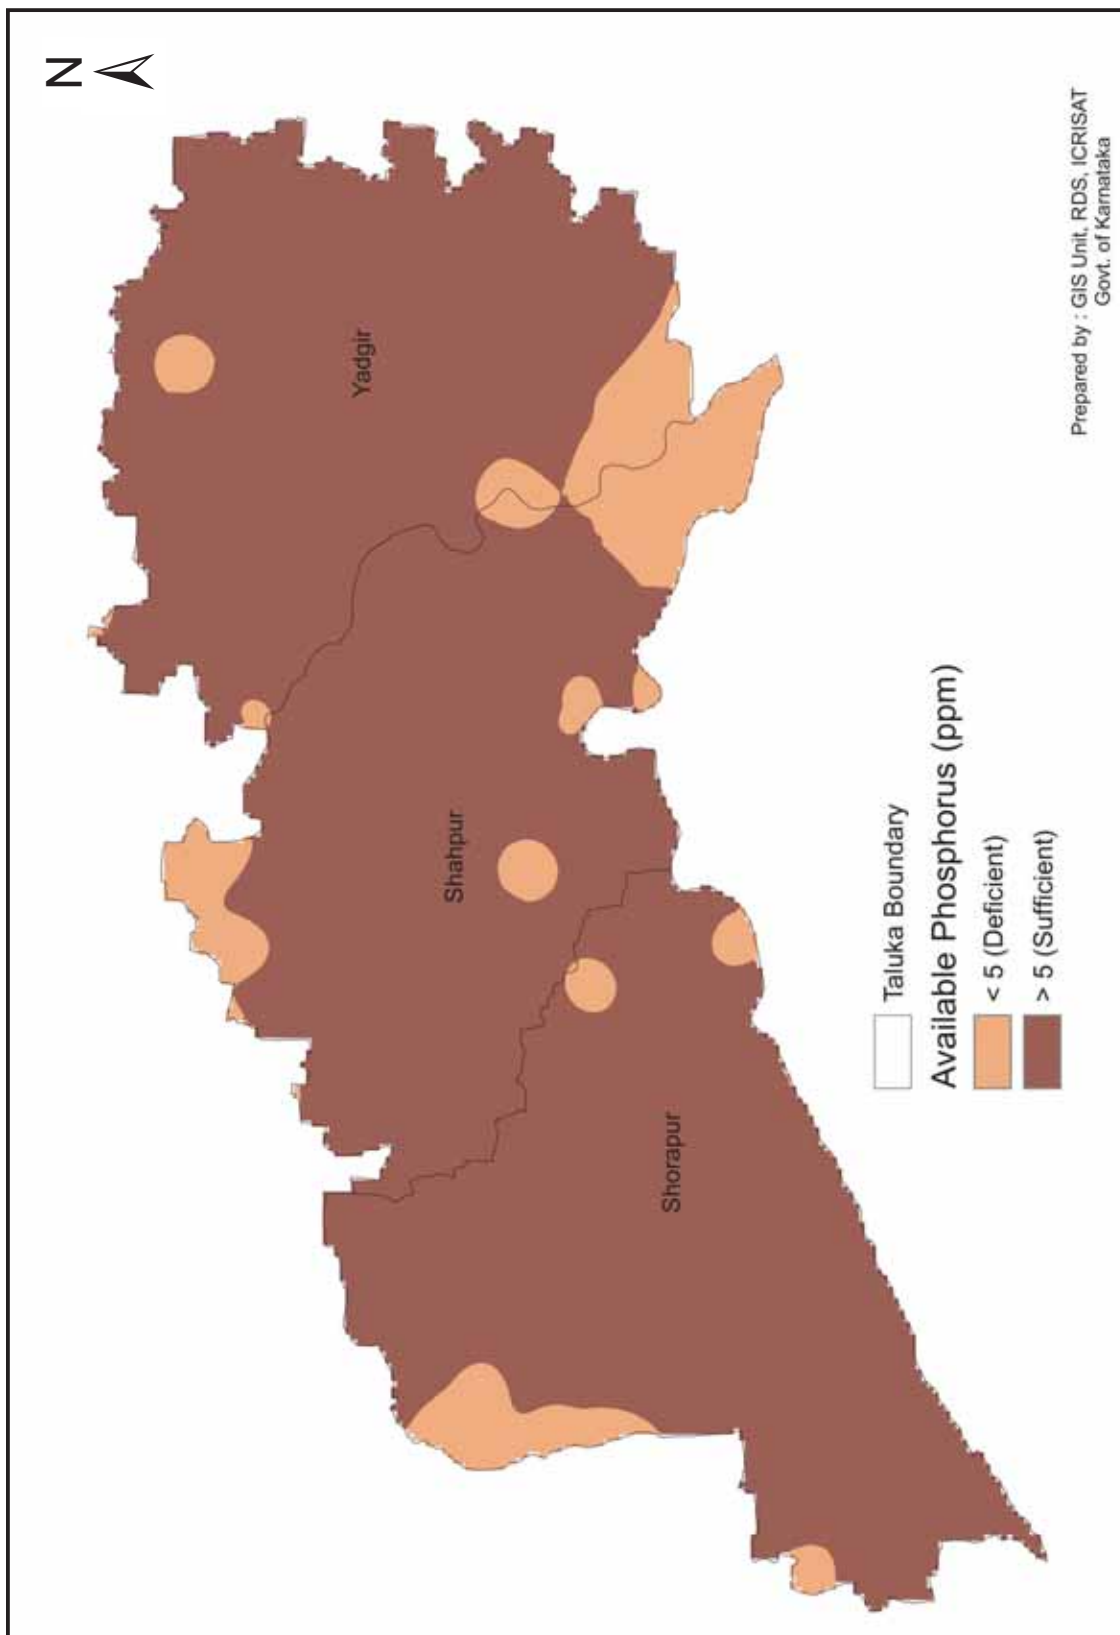 N
Yadgir
Shahpur
Shorapur
Taluka Boundary
Available Phosphorus (ppm)
< 5 (Deficient)
> 5 (Sufficient)
Prepared by : GIS Unit, RDS, ICRISAT
Govt. of Karnataka